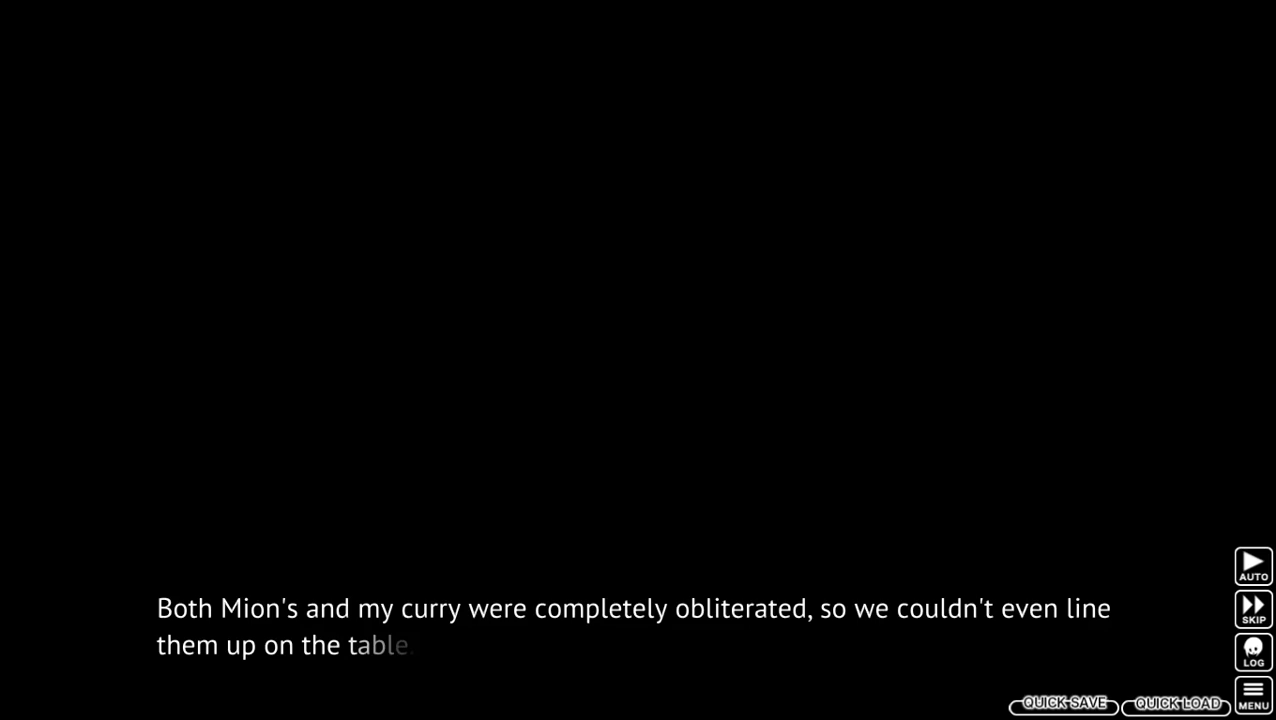 Both Mion's and my curry were completely obliterated, so we couldn't even line
them up on the table.
AUTO
SKIP
LOG
MENU
QUICK SAVE QUICK LOAD